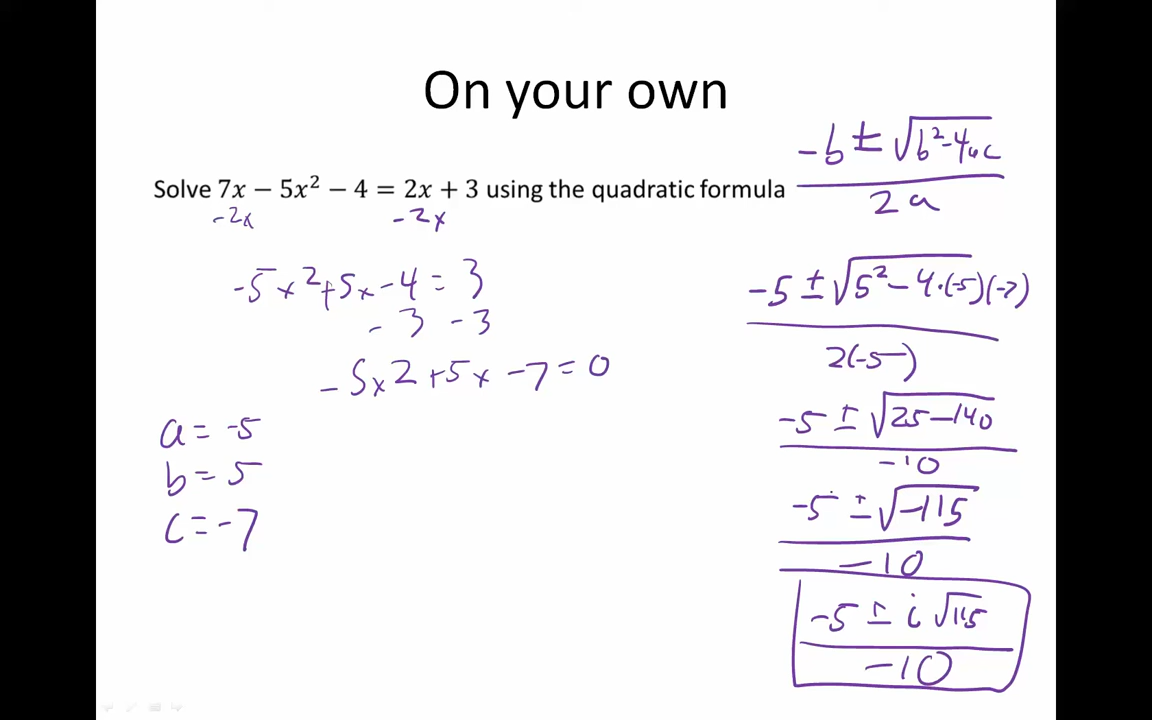 On your own
Solve 7x − 5x² − 4 = 2x + 3 using the quadratic formula
-2x -2x
-5x²+5x-4=3
-3 -3
-5x2+5x-7=0
a=-5
b=5
c=-7
-b±√b²-4ac
2a
-5±√5²-4·(-5)(-7)
2(-5)
-5±√25-140
-10
-5±√-115
-10
-5±i√115
-10